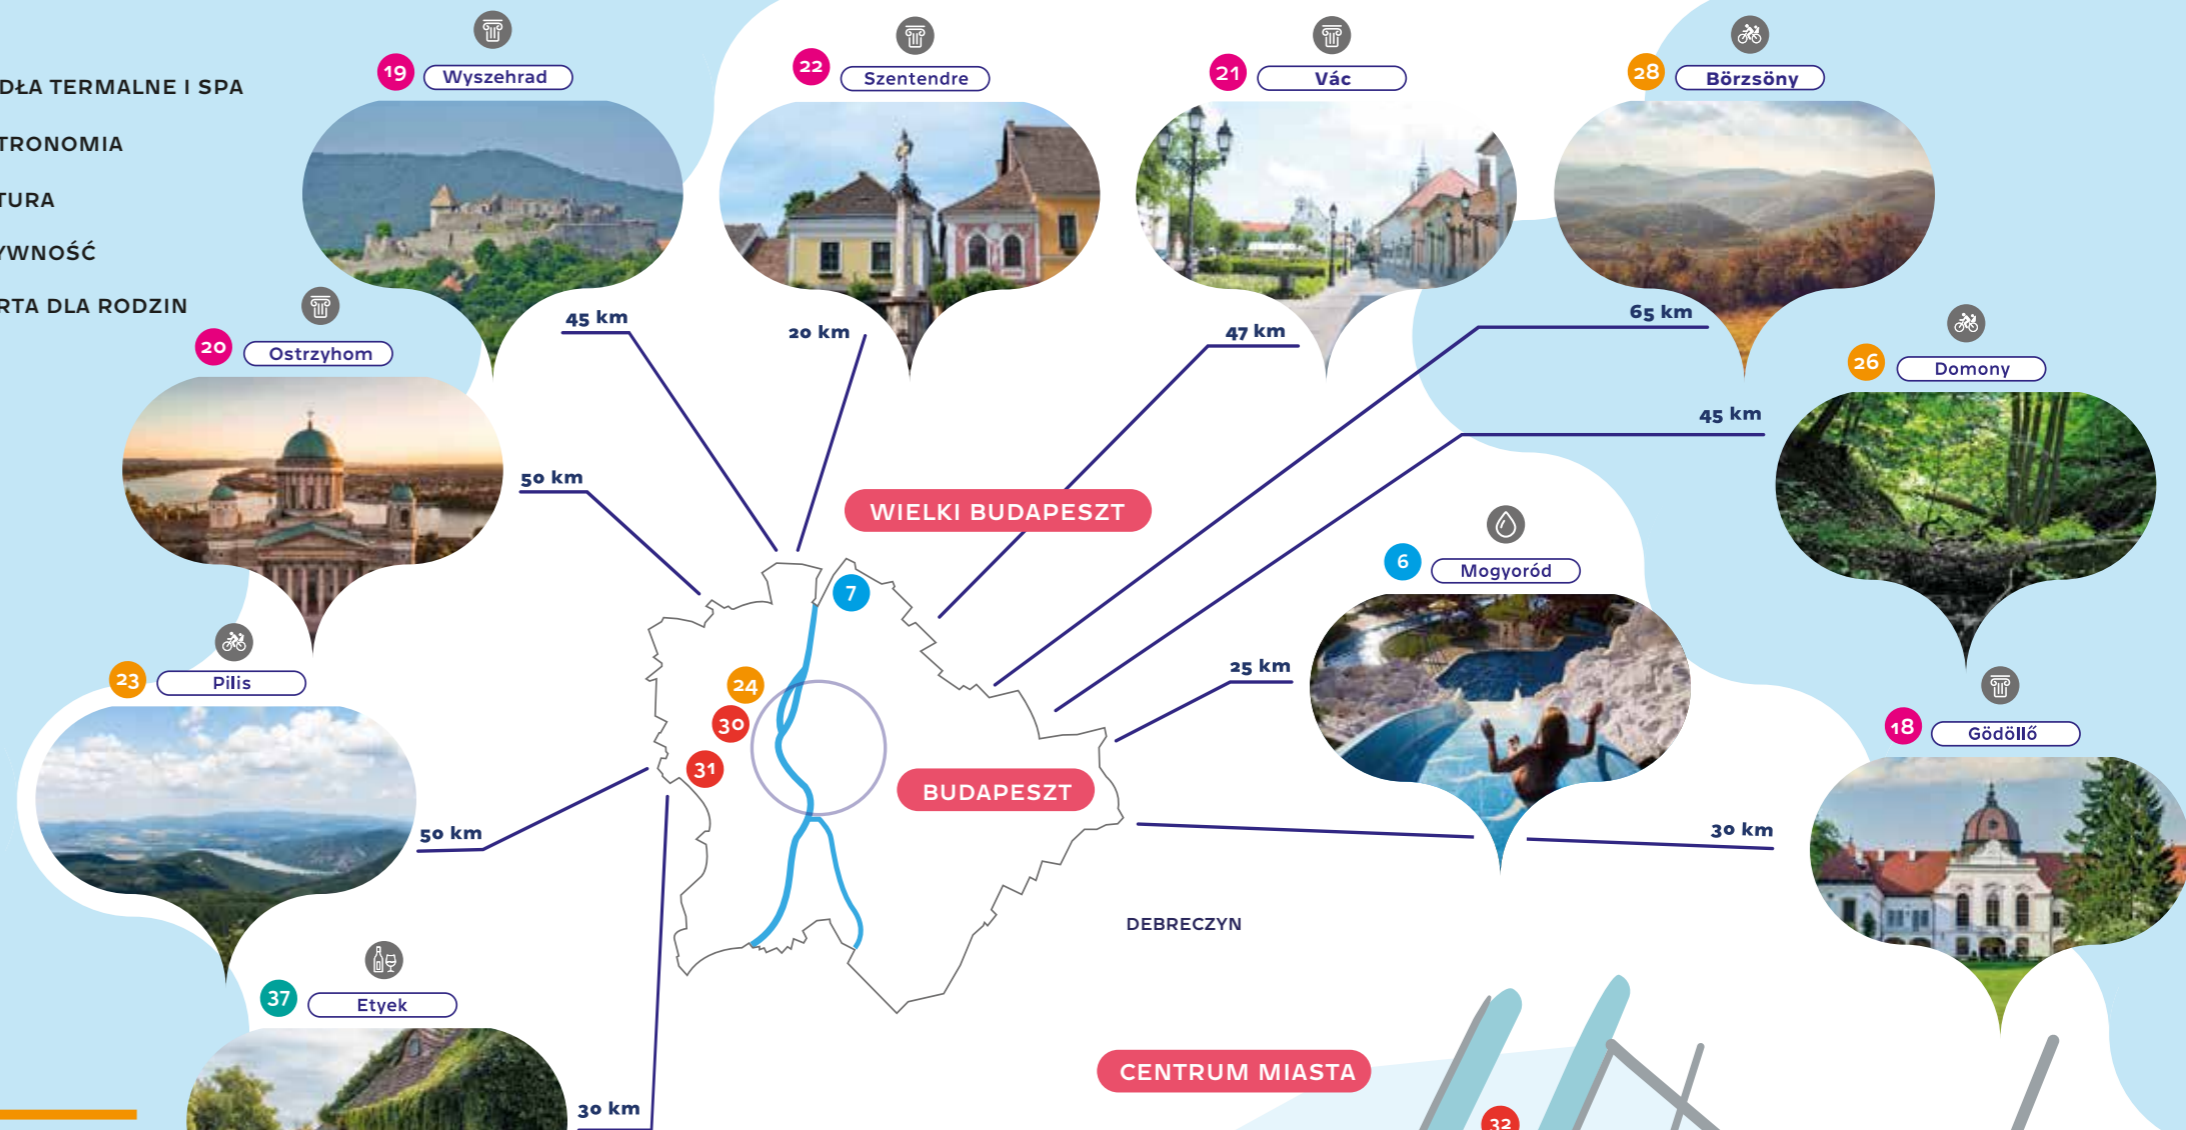 DŁA TERMALNE I SPA
TRONOMIA
TURA
YWNOŚĆ
RTA DLA RODZIN
19 Wyszehrad
22 Szentendre
21 Vác
28 Börzsöny
45 km
20 km
47 km
65 km
20 Ostrzyhom
26 Domony
45 km
50 km
WIELKI BUDAPESZT
6 Mogyoród
7
23 Pilis
24
25 km
30
18 Gödöllő
31
BUDAPESZT
50 km
30 km
DEBRECZYN
37 Etyek
CENTRUM MIASTA
30 km
32